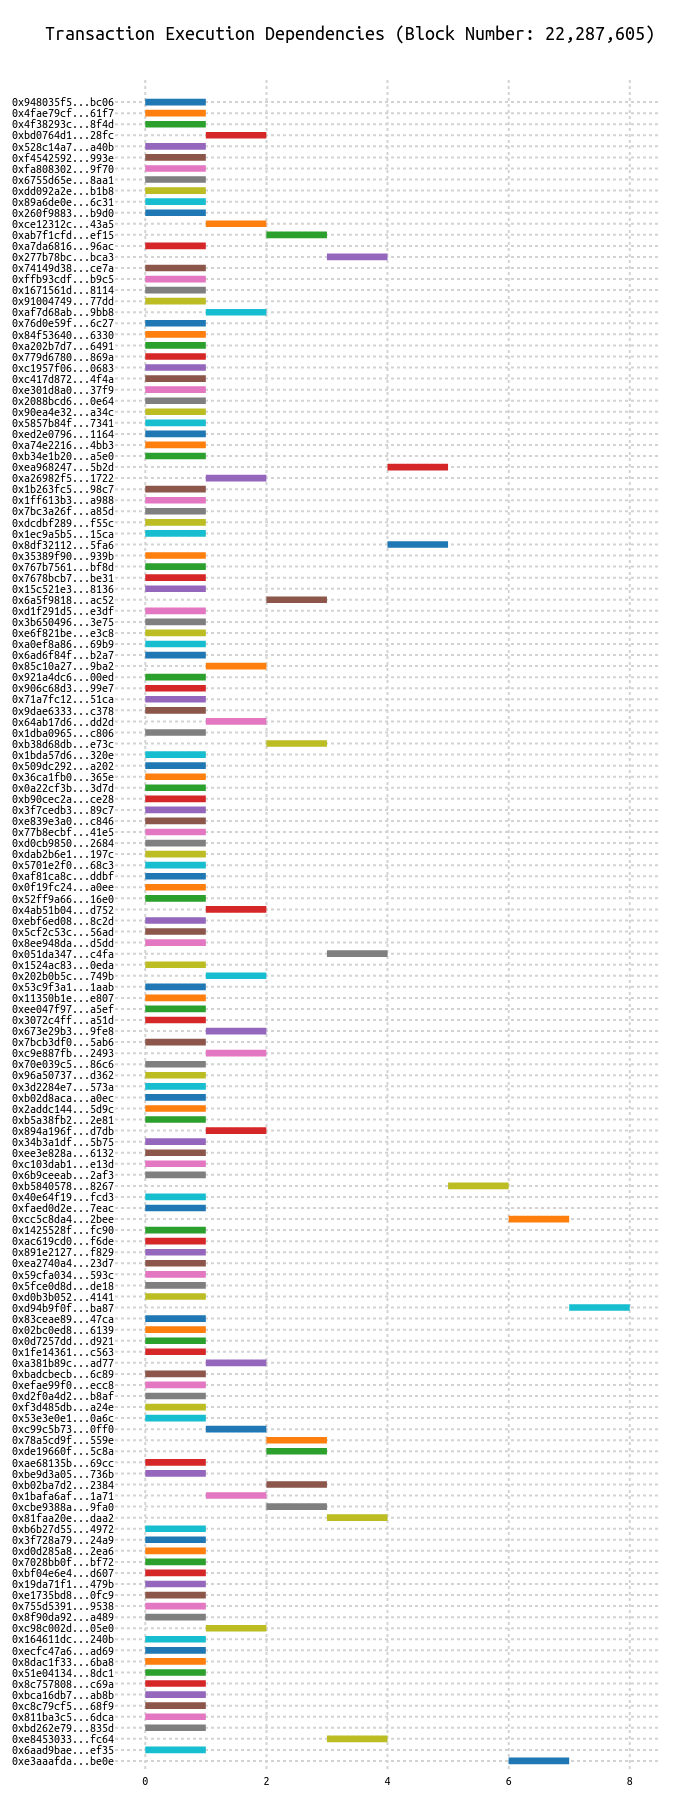 Transaction Execution Dependencies (Block Number: 22,287,605)
0x948035f5...bc06
0x4fae79cf...61f7
0x4f38293c...8f4d
0xbd0764d1...28fc
0x528c14a7...a40b
0xf4542592...993e
0xfa808302...9f70
0x6755d65e...8aa1
0xdd092a2e...b1b8
0x89a6de0e...6c31
0x260f9883...b9d0
0xce12312c...43a5
0xab7f1cfd...ef15
0xa7da6816...96ac
0x277b78bc...bca3
0x74149d38...ce7a
0xffb93cdf...b9c5
0x1671561d...8114
0x91004749...77dd
0xaf7d68ab...9bb8
0x76d0e59f...6c27
0x84f53640...6330
0xa202b7d7...6491
0x779d6780...869a
0xc1957f06...0683
0xc417d872...4f4a
0xe301d8a0...37f9
0x2088bcd6...0e64
0x90ea4e32...a34c
0x5857b84f...7341
0xed2e0796...1164
0xa74e2216...4bb3
0xb34e1b20...a5e0
0xea968247...5b2d
0xa26982f5...1722
0x1b263fc5...98c7
0x1ff613b3...a988
0x7bc3a26f...a85d
0xdcdbf289...f55c
0x1ec9a5b5...15ca
0x8df32112...5fa6
0x35389f90...939b
0x767b7561...bf8d
0x7678bcb7...be31
0x15c521e3...8136
0x6a5f9818...ac52
0xd1f291d5...e3df
0x3b650496...3e75
0xe6f821be...e3c8
0xa0ef8a86...69b9
0x6ad6f84f...b2a7
0x85c10a27...9ba2
0x921a4dc6...00ed
0x906c68d3...99e7
0x71a7fc12...51ca
0x9dae6333...c378
0x64ab17d6...dd2d
0x1dba0965...c806
0xb38d68db...e73c
0x1bda57d6...320e
0x509dc292...a202
0x36ca1fb0...365e
0x0a22cf3b...3d7d
0xb90cec2a...ce28
0x3f7cedb3...89c7
0xe839e3a0...c846
0x77b8ecbf...41e5
0xd0cb9850...2684
0xdab2b6e1...197c
0x5701e2f0...68c3
0xaf81ca8c...ddbf
0x0f19fc24...a0ee
0x52ff9a66...16e0
0x4ab51b04...d752
0xebf6ed08...8c2d
0x5cf2c53c...56ad
0x8ee948da...d5dd
0x051da347...c4fa
0x1524ac83...0eda
0x202b0b5c...749b
0x53c9f3a1...1aab
0x11350b1e...e807
0xee047f97...a5ef
0x3072c4ff...a51d
0x673e29b3...9fe8
0x7bcb3df0...5ab6
0xc9e887fb...2493
0x70e039c5...86c6
0x96a50737...d362
0x3d2284e7...573a
0xb02d8aca...a0ec
0x2addc144...5d9c
0xb5a38fb2...2e81
0x894a196f...d7db
0x34b3a1df...5b75
0xee3e828a...6132
0xc103dab1...e13d
0x6b9ceeab...2af3
0xb5840578...8267
0x40e64f19...fcd3
0xfaed0d2e...7eac
0xcc5c8da4...2bee
0x1425528f...fc90
0xac619cd0...f6de
0x891e2127...f829
0xea2740a4...23d7
0x59cfa034...593c
0x5fce0d8d...de18
0xd0b3b052...4141
0xd94b9f0f...ba87
0x83ceae89...47ca
0x02bc0ed8...6139
0x0d7257dd...d921
0x1fe14361...c563
0xa381b89c...ad77
0xbadcbecb...6c89
0xefae99f0...ecc8
0xd2f0a4d2...b8af
0xf3d485db...a24e
0x53e3e0e1...0a6c
0xc99c5b73...0ff0
0x78a5cd9f...559e
0xde19660f...5c8a
0xae68135b...69cc
0xbe9d3a05...736b
0xb02ba7d2...2384
0x1bafa6af...1a71
0xcbe9388a...9fa0
0x81faa20e...daa2
0xb6b27d55...4972
0x3f728a79...24a9
0xd0d285a8...2ea6
0x7028bb0f...bf72
0xbf04e6e4...d607
0x19da71f1...479b
0xe1735bd8...0fc9
0x755d5391...9538
0x8f90da92...a489
0xc98c002d...05e0
0x164611dc...240b
0xecfc47a6...ad69
0x8dac1f33...6ba8
0x51e04134...8dc1
0x8c757808...c69a
0xbca16db7...ab8b
0xc8c79cf5...68f9
0x811ba3c5...6dca
0xbd262e79...835d
0xe8453033...fc64
0x6aad9bae...ef35
0xe3aaafda...be0e
0 2 4 6 8